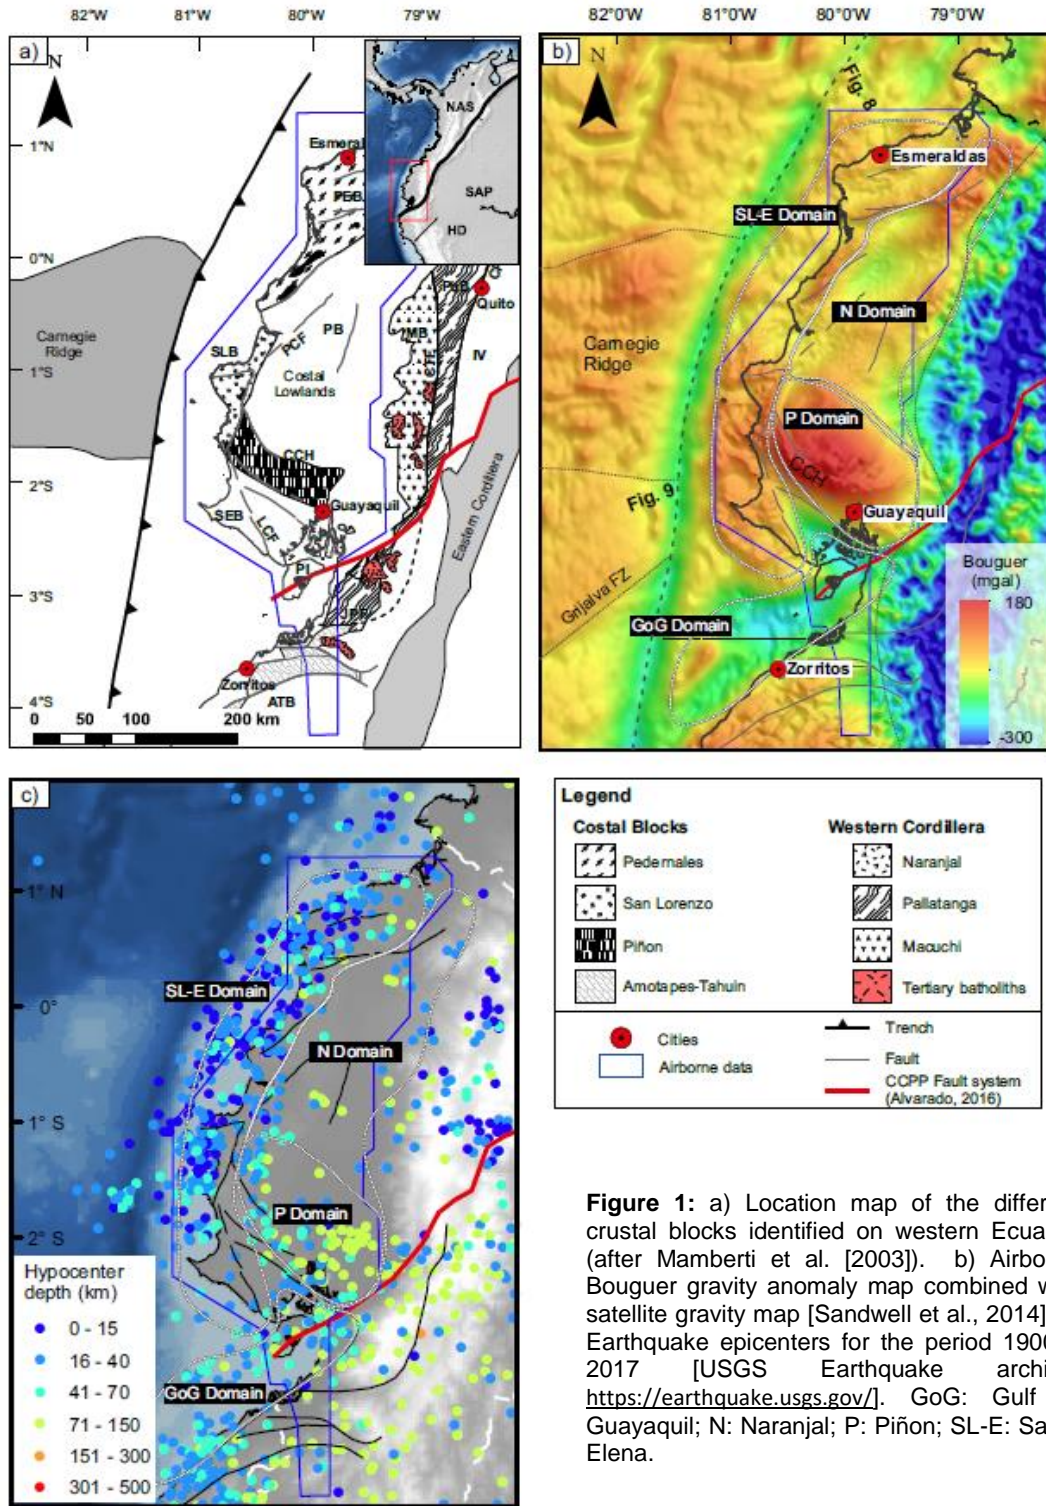 82°W 81°W 80°W 79°W
a)
N
1°N
0°N
1°S
2°S
3°S
4°S
NAS
SAP
HD
Esmeral
PEB
Carnegie
Ridge
SLB
PCF
PB
Costal
Lowlands
MB
PAB
Quito
IV
CCH
SEB
LCF
Guayaquil
PI
JPF
Eastern Cordillera
Zorritos
ATB
0 50 100 200 km
82°0'W 81°0'W 80°0'W 79°0'W
b)
N
Fig. 8
Esmeraldas
SL-E Domain
N Domain
Carnegie
Ridge
P Domain
CCH
Fig. 9
Guayaquil
Grijalva FZ
GoG Domain
Zorritos
Bouguer
(mgal)
180
-300
c)
1° N
0°
1° S
2° S
SL-E Domain
N Domain
P Domain
GoG Domain
Hypocenter
depth (km)
0 - 15
16 - 40
41 - 70
71 - 150
151 - 300
301 - 500
Legend
Costal Blocks
Pedernales
San Lorenzo
Piñon
Amotapes-Tahuin
Western Cordillera
Naranjal
Pallatanga
Macuchi
Tertiary batholiths
Cities
Airborne data
Trench
Fault
CCPP Fault system
(Alvarado, 2016)
Figure 1: a) Location map of the differ
crustal blocks identified on western Ecua
(after Mamberti et al. [2003]). b) Airbo
Bouguer gravity anomaly map combined w
satellite gravity map [Sandwell et al., 2014]
Earthquake epicenters for the period 1906
2017 [USGS Earthquake archi
https://earthquake.usgs.gov/]. GoG: Gulf
Guayaquil; N: Naranjal; P: Piñon; SL-E: Sa
Elena.